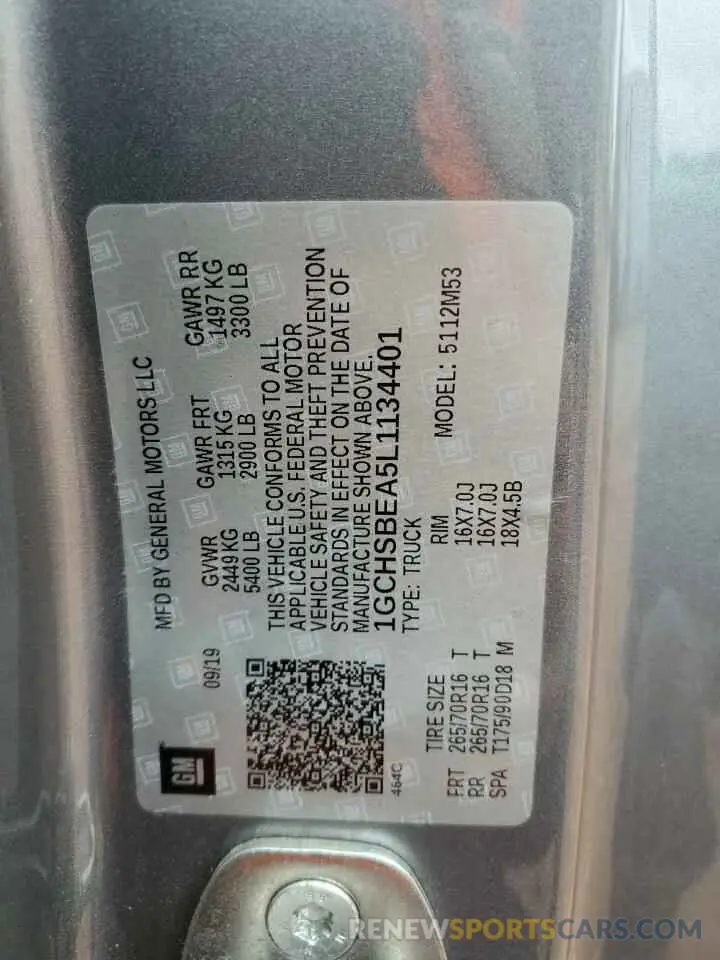 GM
09/19
MFD BY GENERAL MOTORS LLC
GVWR GAWR FRT GAWR RR
2449 KG 1315 KG 1497 KG
5400 LB 2900 LB 3300 LB
THIS VEHICLE CONFORMS TO ALL
APPLICABLE U.S. FEDERAL MOTOR
VEHICLE SAFETY AND THEFT PREVENTION
STANDARDS IN EFFECT ON THE DATE OF
MANUFACTURE SHOWN ABOVE.
1GCHSBEA5L1134401
464C TYPE: TRUCK
TIRE SIZE RIM MODEL: 5112M53
FRT 265/70R16 T 16X7.0J
RR 265/70R16 T 16X7.0J
SPA T175/90D18 M 18X4.5B
RENEWSPORTSCARS.COM